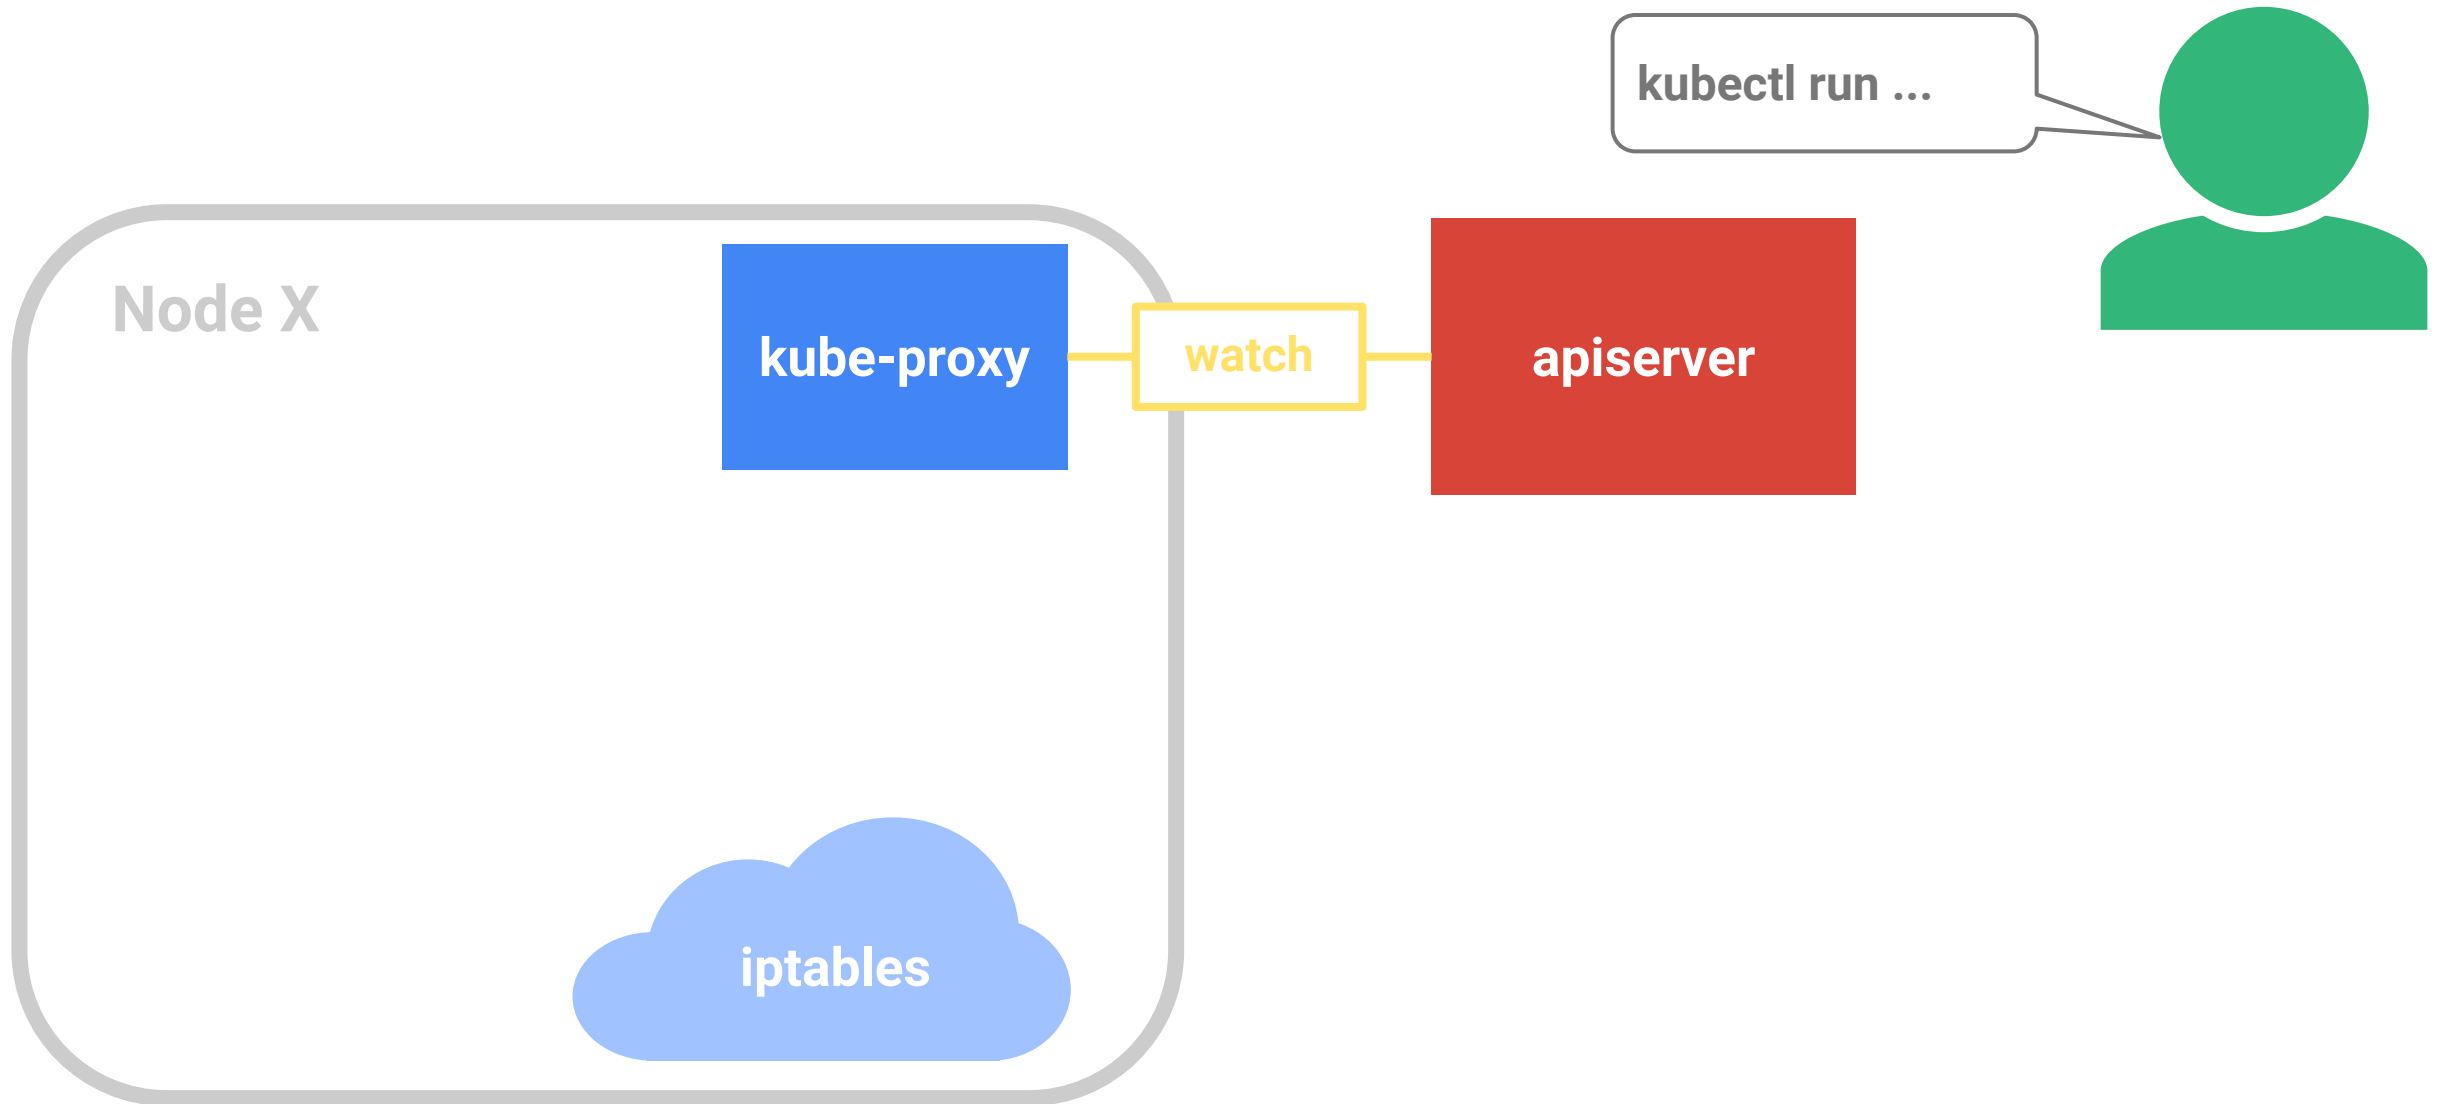 kubectl run ...
Node X
kube-proxy
watch
apiserver
iptables